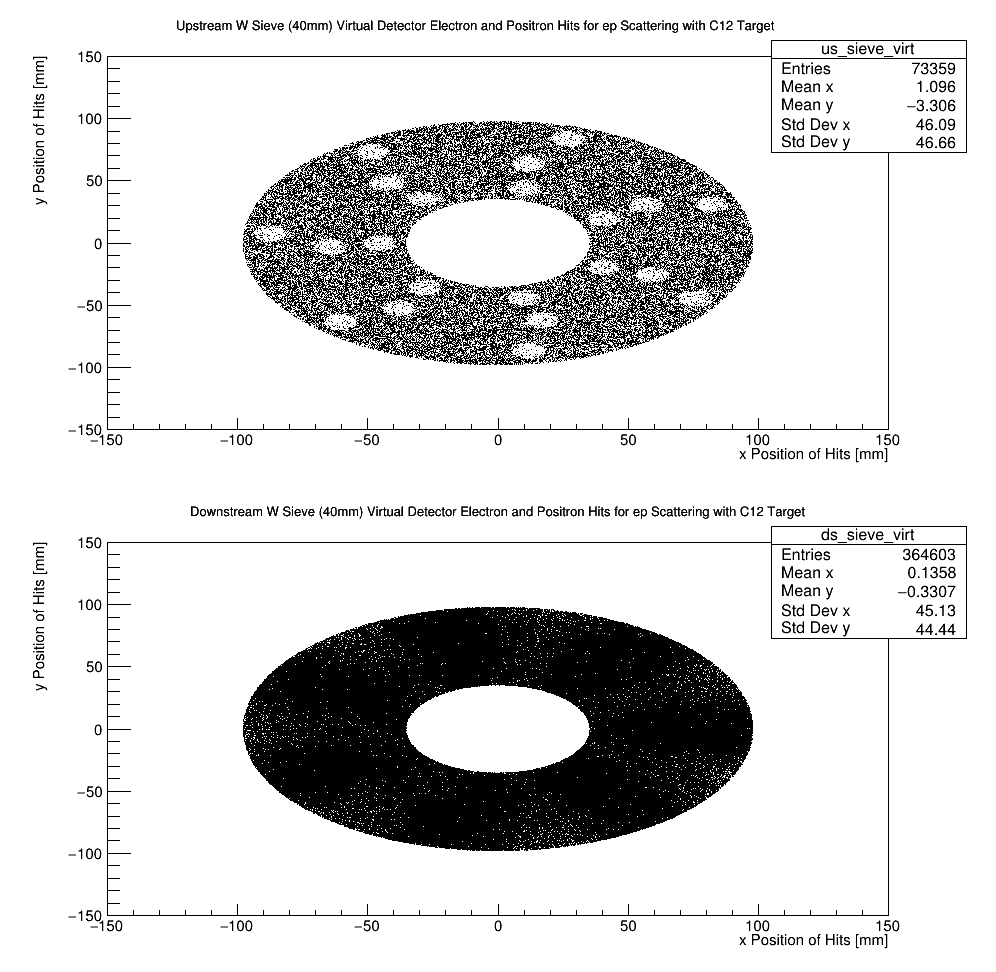 Upstream W Sieve (40mm) Virtual Detector Electron and Positron Hits for ep Scattering with C12 Target
us_sieve_virt
Entries 73359
Mean x 1.096
Mean y −3.306
Std Dev x 46.09
Std Dev y 46.66
y Position of Hits [mm]
150
100
50
0
−50
−100
−150
−150 −100 −50 0 50 100 150
x Position of Hits [mm]
Downstream W Sieve (40mm) Virtual Detector Electron and Positron Hits for ep Scattering with C12 Target
ds_sieve_virt
Entries 364603
Mean x 0.1358
Mean y −0.3307
Std Dev x 45.13
Std Dev y 44.44
y Position of Hits [mm]
150
100
50
0
−50
−100
−150
−150 −100 −50 0 50 100 150
x Position of Hits [mm]